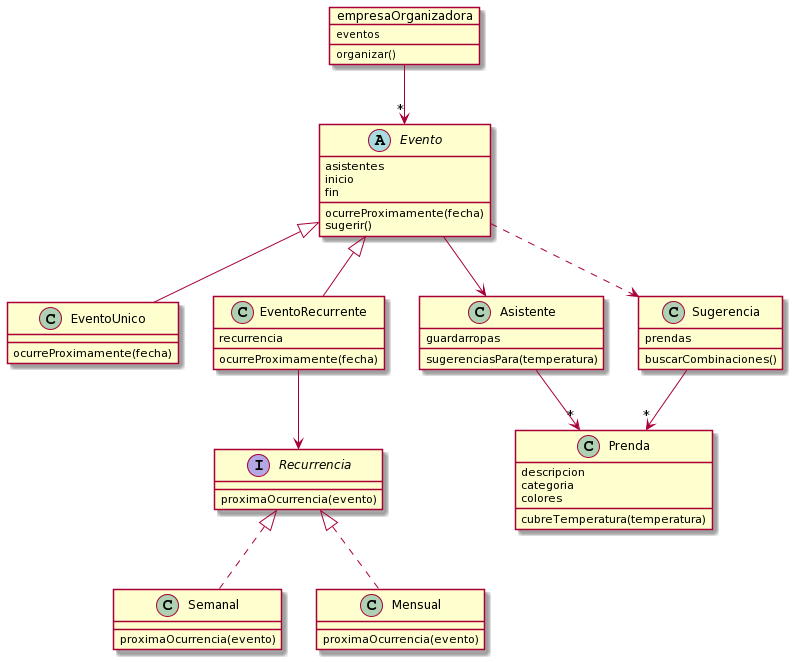 empresaOrganizadora
eventos
organizar()
*
A Evento
asistentes
inicio
fin
ocurreProximamente(fecha)
sugerir()
C EventoUnico
ocurreProximamente(fecha)
C EventoRecurrente
recurrencia
ocurreProximamente(fecha)
C Asistente
guardarropas
sugerenciasPara(temperatura)
C Sugerencia
prendas
buscarCombinaciones()
*
*
I Recurrencia
proximaOcurrencia(evento)
C Prenda
descripcion
categoria
colores
cubreTemperatura(temperatura)
C Semanal
proximaOcurrencia(evento)
C Mensual
proximaOcurrencia(evento)